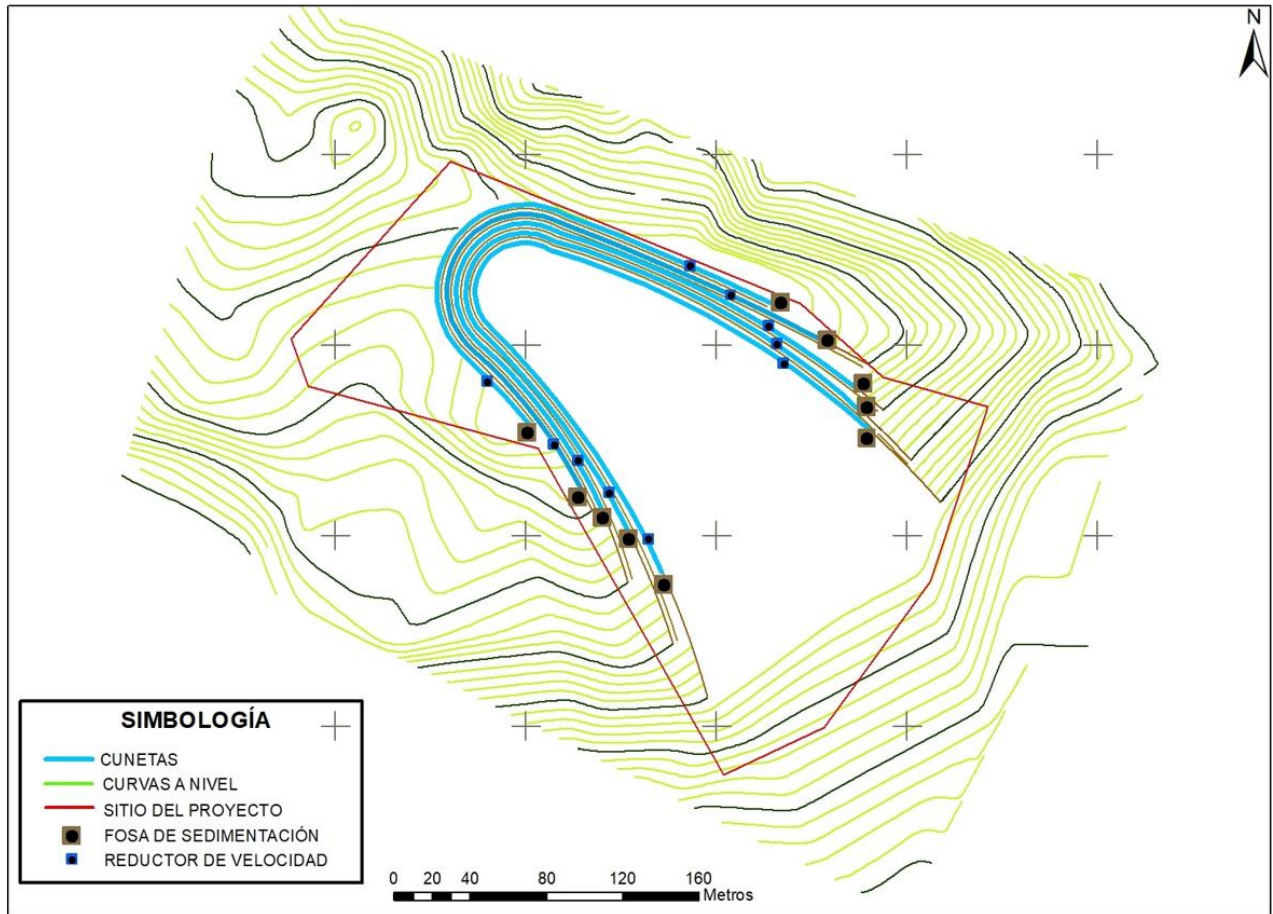 N
SIMBOLOGÍA
CUNETAS
CURVAS A NIVEL
SITIO DEL PROYECTO
FOSA DE SEDIMENTACIÓN
REDUCTOR DE VELOCIDAD
0 20 40 80 120 160
Metros